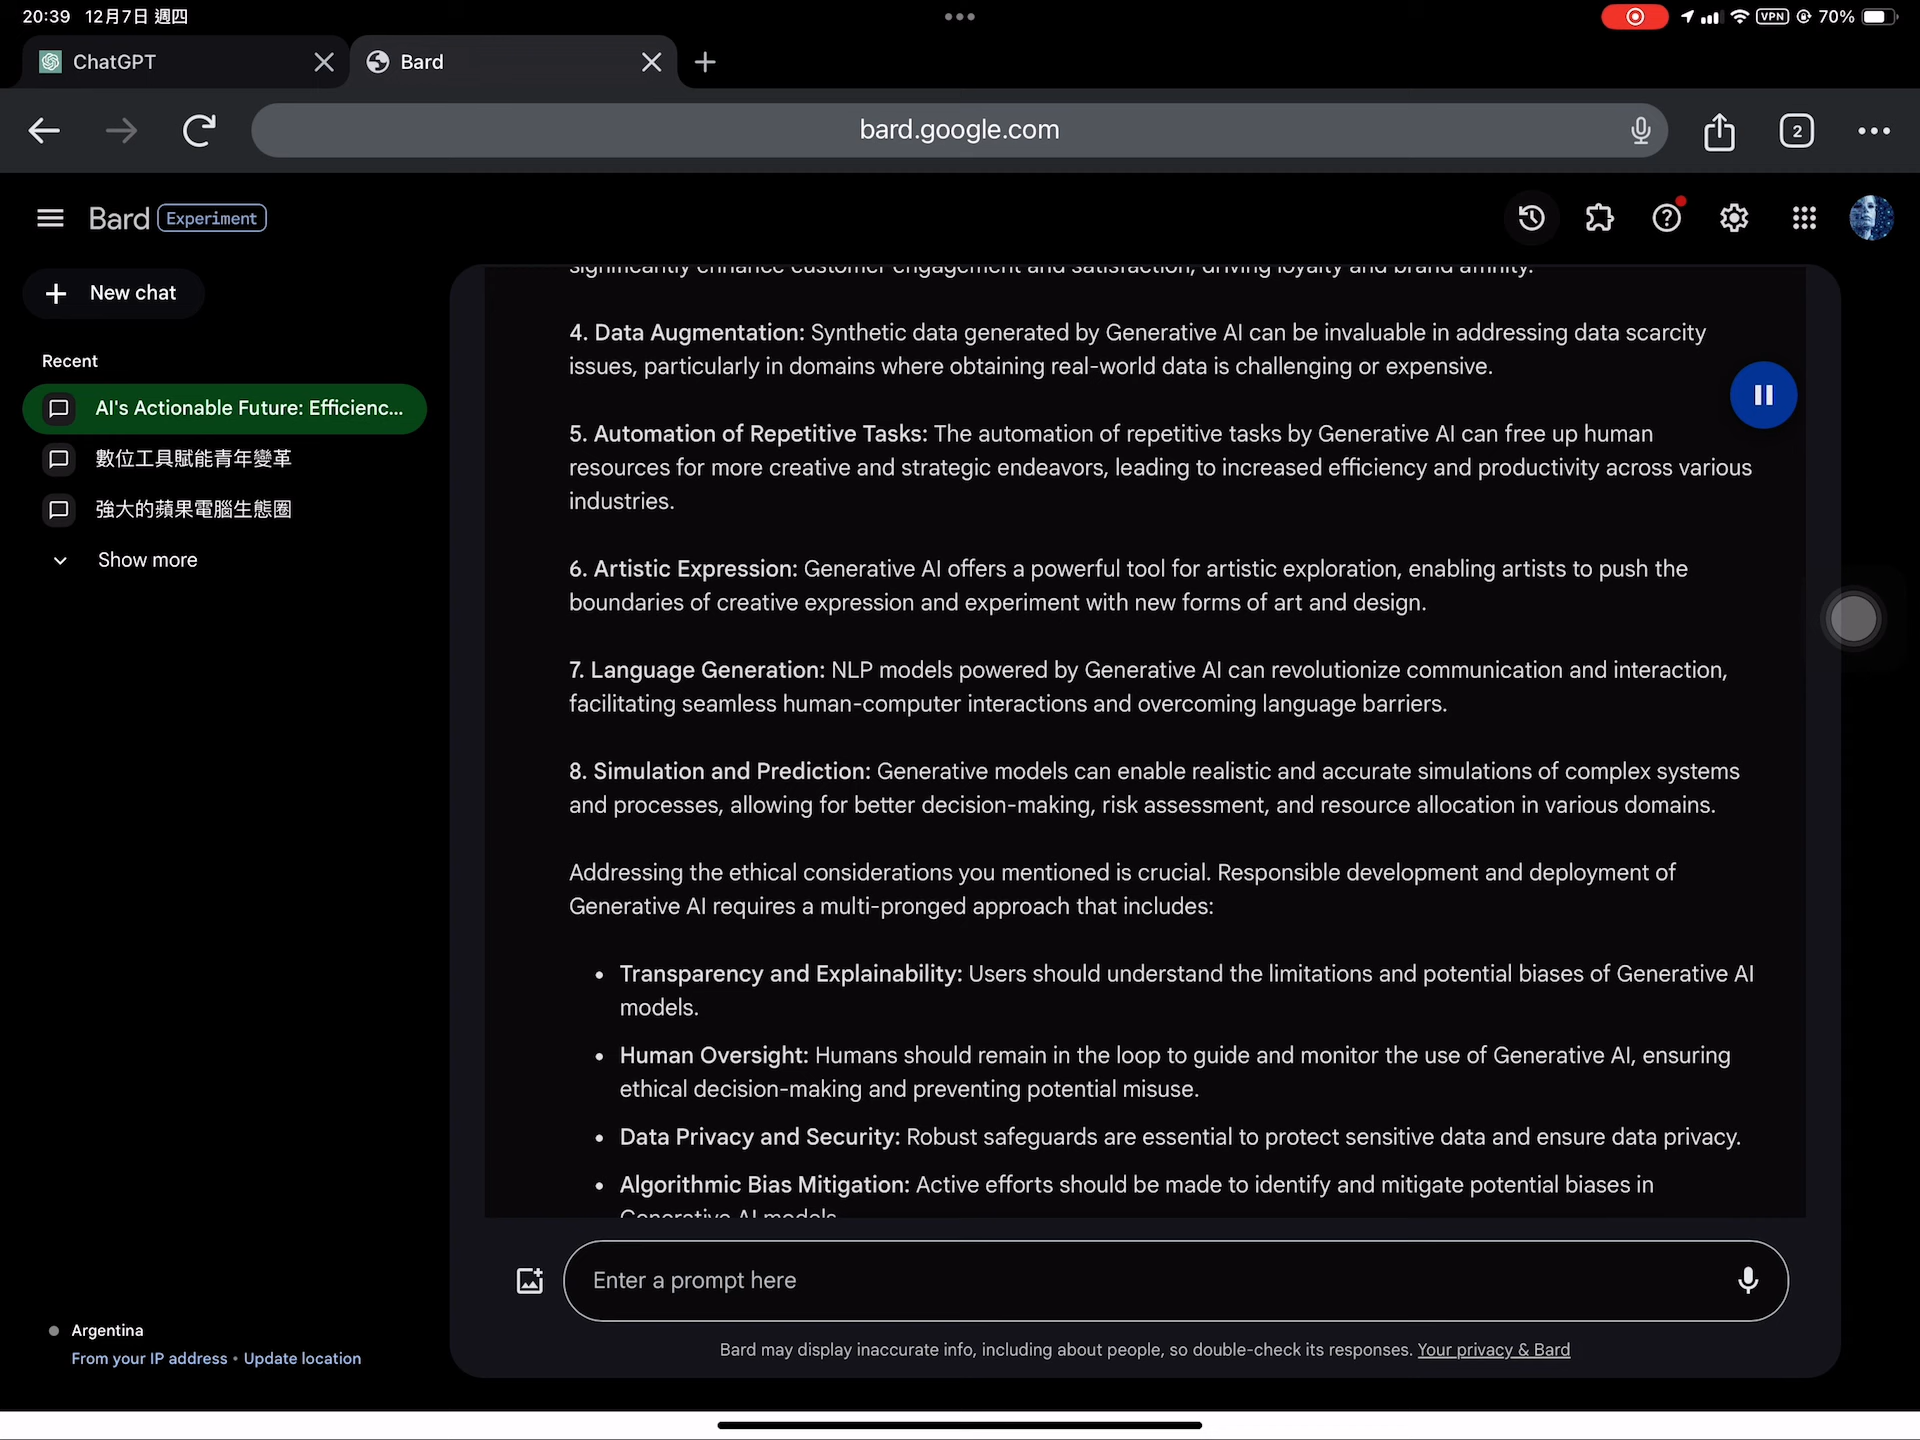 20:39 12月7日 週四
VPN 70%
ChatGPT
Bard
bard.google.com
2
Bard Experiment
New chat
Recent
AI's Actionable Future: Efficienc...
數位工具賦能青年變革
強大的蘋果電腦生態圈
Show more
significantly enhance customer engagement and satisfaction, driving loyalty and brand affinity.
4. Data Augmentation: Synthetic data generated by Generative AI can be invaluable in addressing data scarcity
issues, particularly in domains where obtaining real-world data is challenging or expensive.
5. Automation of Repetitive Tasks: The automation of repetitive tasks by Generative AI can free up human
resources for more creative and strategic endeavors, leading to increased efficiency and productivity across various
industries.
6. Artistic Expression: Generative AI offers a powerful tool for artistic exploration, enabling artists to push the
boundaries of creative expression and experiment with new forms of art and design.
7. Language Generation: NLP models powered by Generative AI can revolutionize communication and interaction,
facilitating seamless human-computer interactions and overcoming language barriers.
8. Simulation and Prediction: Generative models can enable realistic and accurate simulations of complex systems
and processes, allowing for better decision-making, risk assessment, and resource allocation in various domains.
Addressing the ethical considerations you mentioned is crucial. Responsible development and deployment of
Generative AI requires a multi-pronged approach that includes:
• Transparency and Explainability: Users should understand the limitations and potential biases of Generative AI
models.
• Human Oversight: Humans should remain in the loop to guide and monitor the use of Generative AI, ensuring
ethical decision-making and preventing potential misuse.
• Data Privacy and Security: Robust safeguards are essential to protect sensitive data and ensure data privacy.
• Algorithmic Bias Mitigation: Active efforts should be made to identify and mitigate potential biases in
Generative AI models.
Enter a prompt here
Argentina
From your IP address • Update location
Bard may display inaccurate info, including about people, so double-check its responses. Your privacy & Bard